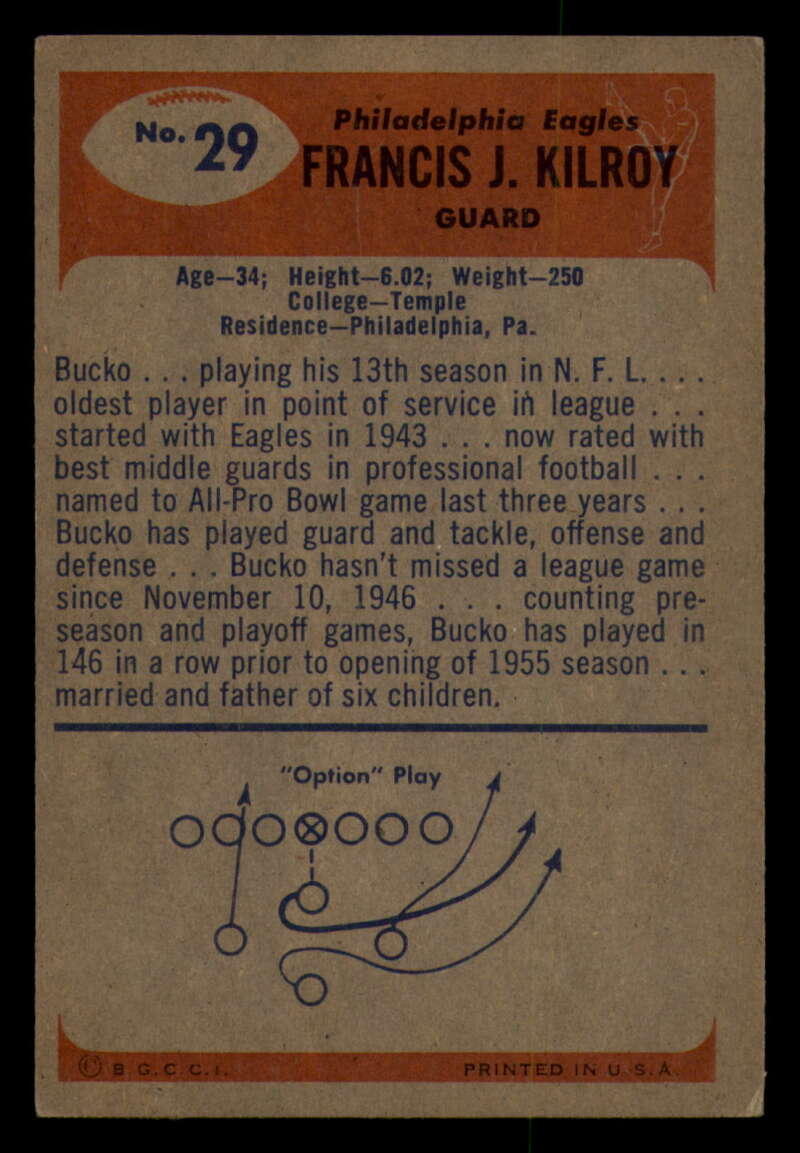 No. 29
Philadelphia Eagles
FRANCIS J. KILROY
GUARD
Age—34; Height—6.02; Weight—250
College—Temple
Residence—Philadelphia, Pa.
Bucko . . . playing his 13th season in N. F. L. . . .
oldest player in point of service in league . . .
started with Eagles in 1943 . . . now rated with
best middle guards in professional football . . .
named to All-Pro Bowl game last three years . . .
Bucko has played guard and tackle, offense and
defense . . . Bucko hasn't missed a league game
since November 10, 1946 . . . counting pre-
season and playoff games, Bucko has played in
146 in a row prior to opening of 1955 season . . .
married and father of six children.
"Option" Play
© B. G. C. C. I.
PRINTED IN U. S. A.